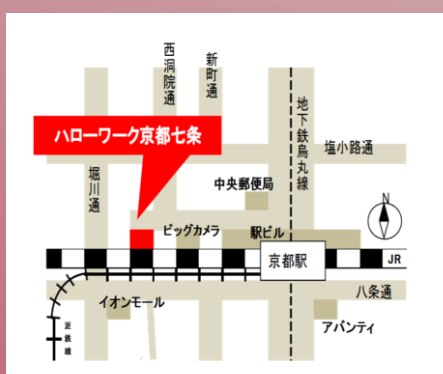 西洞院通
新町通
地下鉄烏丸線
ハローワーク京都七条
塩小路通
堀川通
中央郵便局
N
ビッグカメラ
駅ビル
京都駅
JR
八条通
イオンモール
近鉄線
アバンティ